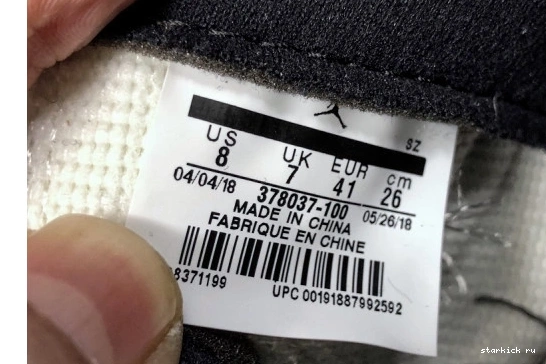 SZ
US UK EUR cm
8 7 41 26
04/04/18 378037-100 05/26/18
MADE IN CHINA
FABRIQUE EN CHINE
8371199 UPC 00191887992592
starkick ru